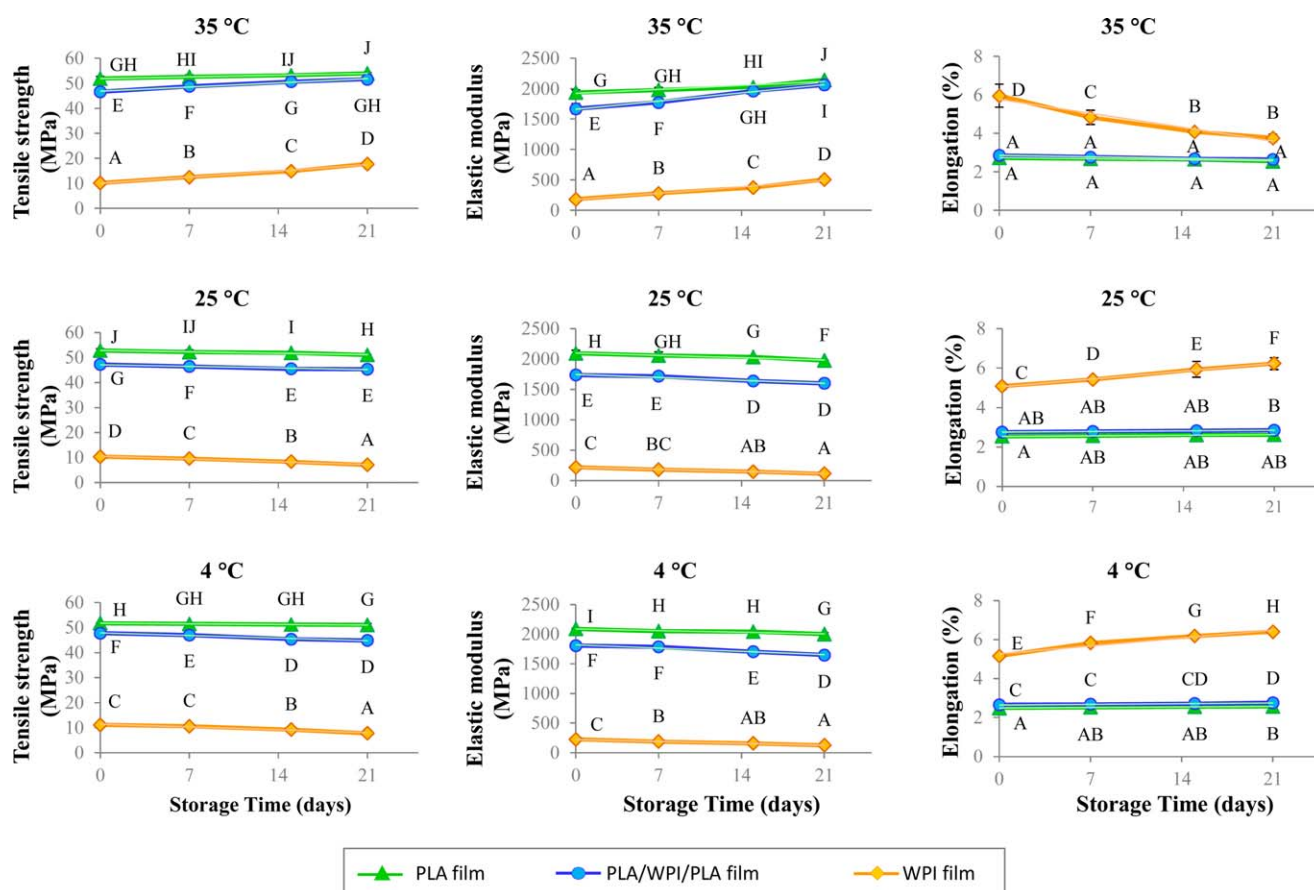 35 °C
Tensile strength
(MPa)
60
50
40
30
20
10
0
GH HI IJ J
E F G GH
A B C D
0 7 14 21
35 °C
Elastic modulus
(MPa)
2500
2000
1500
1000
500
0
G GH HI J
E F GH I
A B C D
0 7 14 21
35 °C
Elongation (%)
8
6
4
2
0
D C B B
A A A A
A A A A
0 7 14 21
25 °C
Tensile strength
(MPa)
60
50
40
30
20
10
0
J IJ I H
G F E E
D C B A
0 7 14 21
25 °C
Elastic modulus
(MPa)
2500
2000
1500
1000
500
0
H GH G F
E E D D
C BC AB A
0 7 14 21
25 °C
Elongation (%)
8
6
4
2
0
C D E F
AB AB AB B
A AB AB AB
0 7 14 21
4 °C
Tensile strength
(MPa)
60
50
40
30
20
10
0
H GH GH G
F E D D
C C B A
0 7 14 21
Storage Time (days)
4 °C
Elastic modulus
(MPa)
2500
2000
1500
1000
500
0
I H H G
F F E D
C B AB A
0 7 14 21
Storage Time (days)
4 °C
Elongation (%)
8
6
4
2
0
E F G H
C C CD D
A AB AB B
0 7 14 21
Storage Time (days)
PLA film PLA/WPI/PLA film WPI film